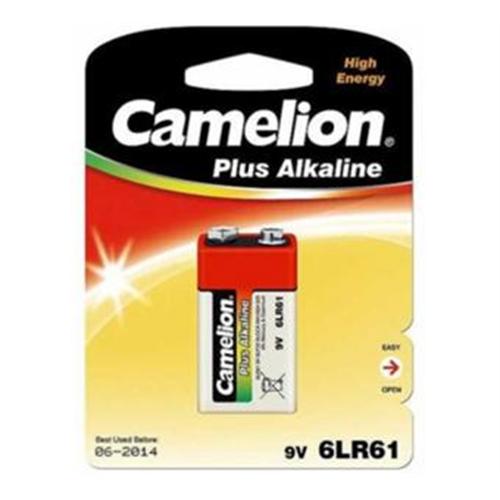 High
Energy
Camelion®
Plus Alkaline
Camelion
Plus Alkaline
9V 6LR61
EASY
OPEN
Best Used Before:
06-2014
9V 6LR61